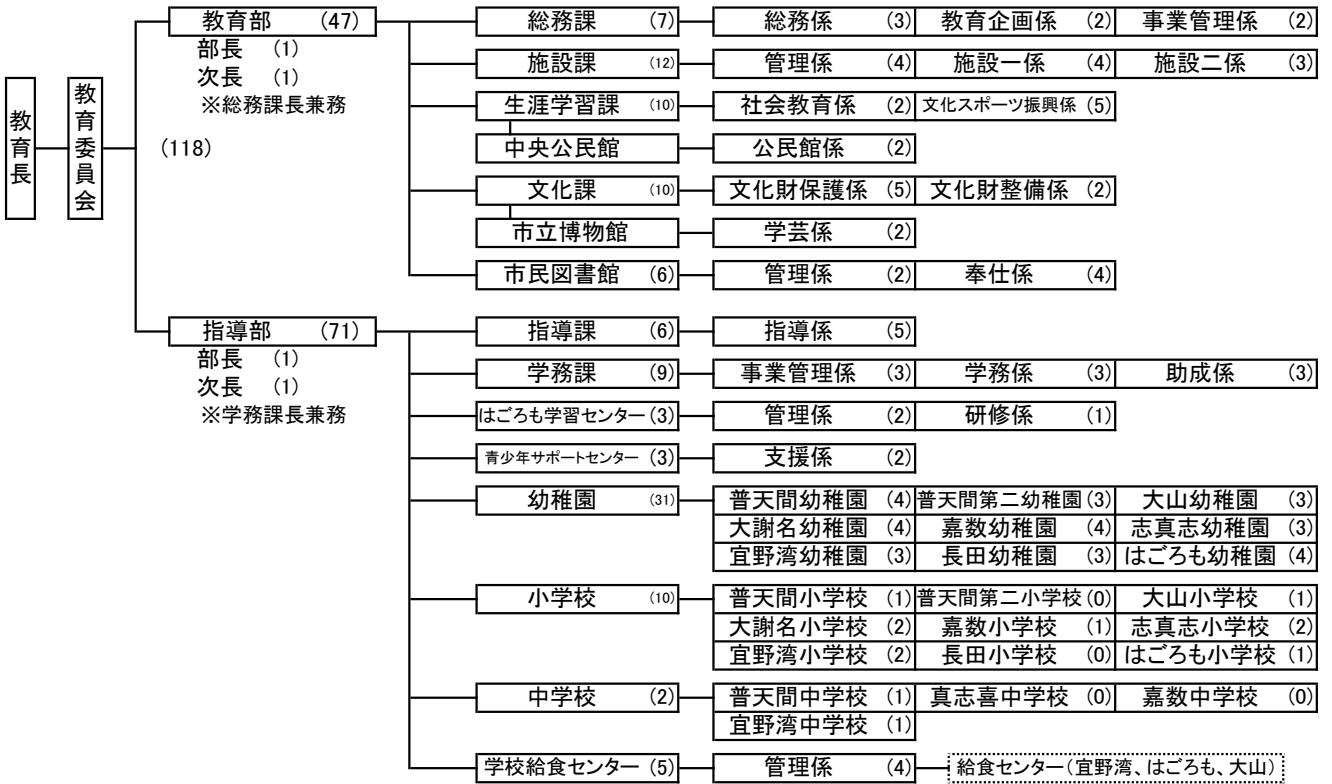 教育長
教育委員会
(118)
教育部 (47)
部長 (1)
次長 (1)
※総務課長兼務
総務課 (7) 総務係 (3) 教育企画係 (2) 事業管理係 (2)
施設課 (12) 管理係 (4) 施設一係 (4) 施設二係 (3)
生涯学習課 (10) 社会教育係 (2) 文化スポーツ振興係 (5)
中央公民館 公民館係 (2)
文化課 (10) 文化財保護係 (5) 文化財整備係 (2)
市立博物館 学芸係 (2)
市民図書館 (6) 管理係 (2) 奉仕係 (4)
指導部 (71)
部長 (1)
次長 (1)
※学務課長兼務
指導課 (6) 指導係 (5)
学務課 (9) 事業管理係 (3) 学務係 (3) 助成係 (3)
はごろも学習センター (3) 管理係 (2) 研修係 (1)
青少年サポートセンター (3) 支援係 (2)
幼稚園 (31) 普天間幼稚園 (4) 普天間第二幼稚園 (3) 大山幼稚園 (3)
大謝名幼稚園 (4) 嘉数幼稚園 (4) 志真志幼稚園 (3)
宜野湾幼稚園 (3) 長田幼稚園 (3) はごろも幼稚園 (4)
小学校 (10) 普天間小学校 (1) 普天間第二小学校 (0) 大山小学校 (1)
大謝名小学校 (2) 嘉数小学校 (1) 志真志小学校 (2)
宜野湾小学校 (2) 長田小学校 (0) はごろも小学校 (1)
中学校 (2) 普天間中学校 (1) 真志喜中学校 (0) 嘉数中学校 (0)
宜野湾中学校 (1)
学校給食センター (5) 管理係 (4) 給食センター(宜野湾、はごろも、大山)